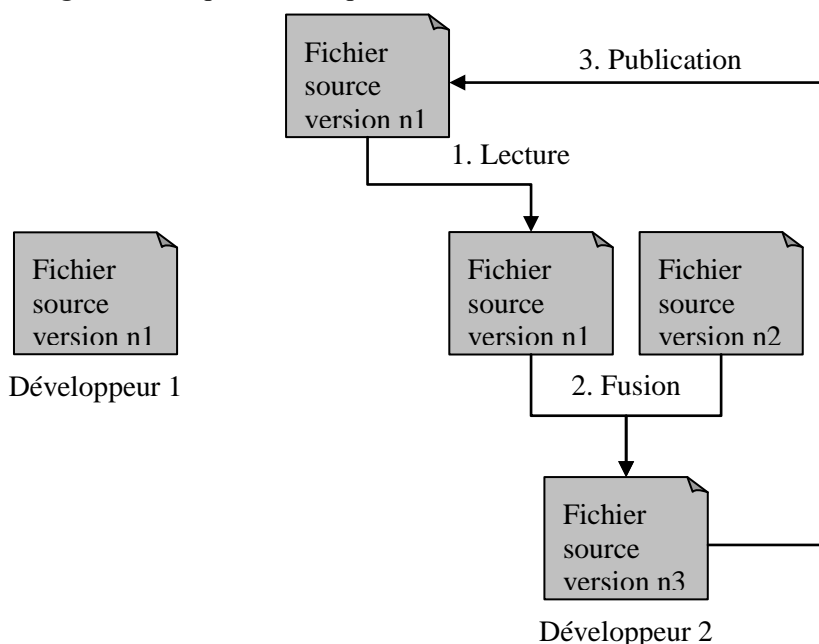 Fichier
source
version n1
3. Publication
1. Lecture
Fichier
source
version n1
Développeur 1
Fichier
source
version n1
Fichier
source
version n2
2. Fusion
Fichier
source
version n3
Développeur 2